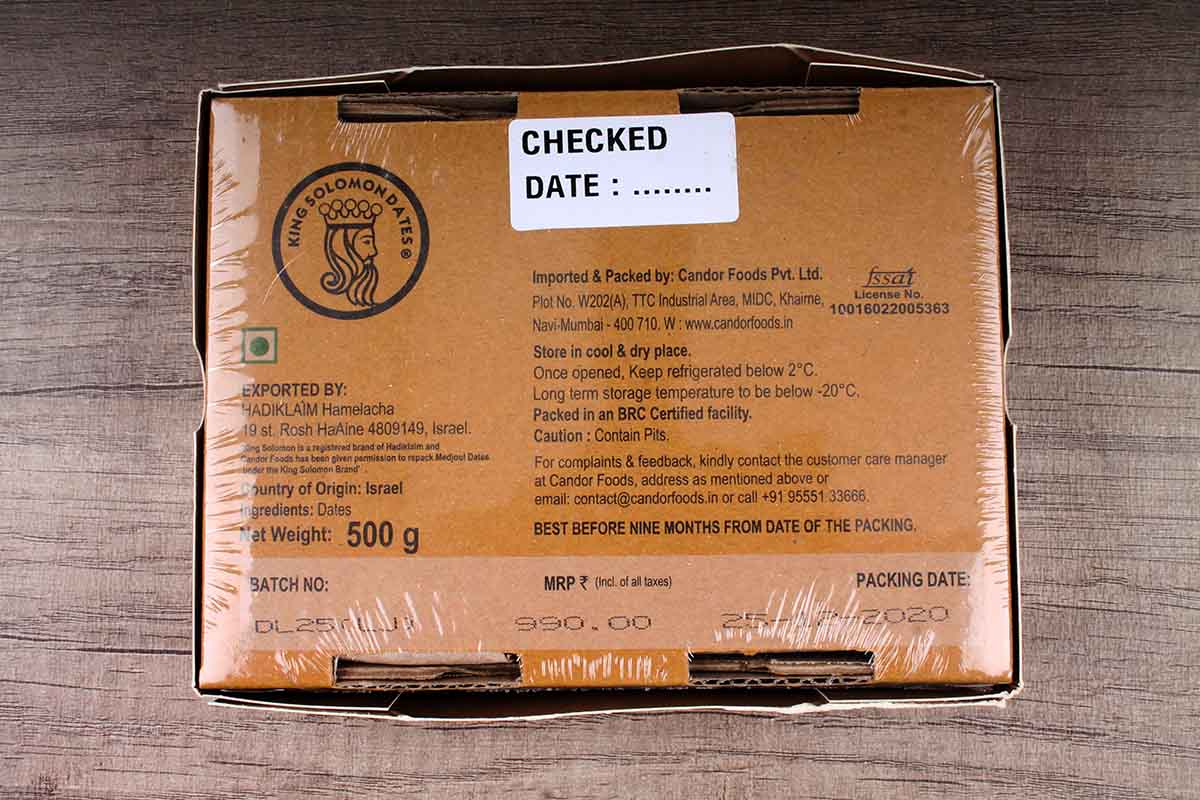 CHECKED
DATE : ........
KING SOLOMON DATES ®
EXPORTED BY:
HADIKLAIM Hamelacha
19 st. Rosh HaAine 4809149, Israel.
'King Solomon is a registered brand of Hadiklaim and
Candor Foods has been given permission to repack Medjoul Dates
under the King Solomon Brand'
Country of Origin: Israel
Ingredients: Dates
Net Weight: 500 g
Imported & Packed by: Candor Foods Pvt. Ltd.
Plot No. W202(A), TTC Industrial Area, MIDC, Khairne,
Navi-Mumbai - 400 710, W : www.candorfoods.in
fssai
License No.
10016022005363
Store in cool & dry place.
Once opened, Keep refrigerated below 2°C.
Long term storage temperature to be below -20°C.
Packed in an BRC Certified facility.
Caution : Contain Pits.
For complaints & feedback, kindly contact the customer care manager
at Candor Foods, address as mentioned above or
email: contact@candorfoods.in or call +91 95551 33666.
BEST BEFORE NINE MONTHS FROM DATE OF THE PACKING.
BATCH NO:
MRP ₹ (Incl. of all taxes)
990.00
PACKING DATE:
25-12-2020